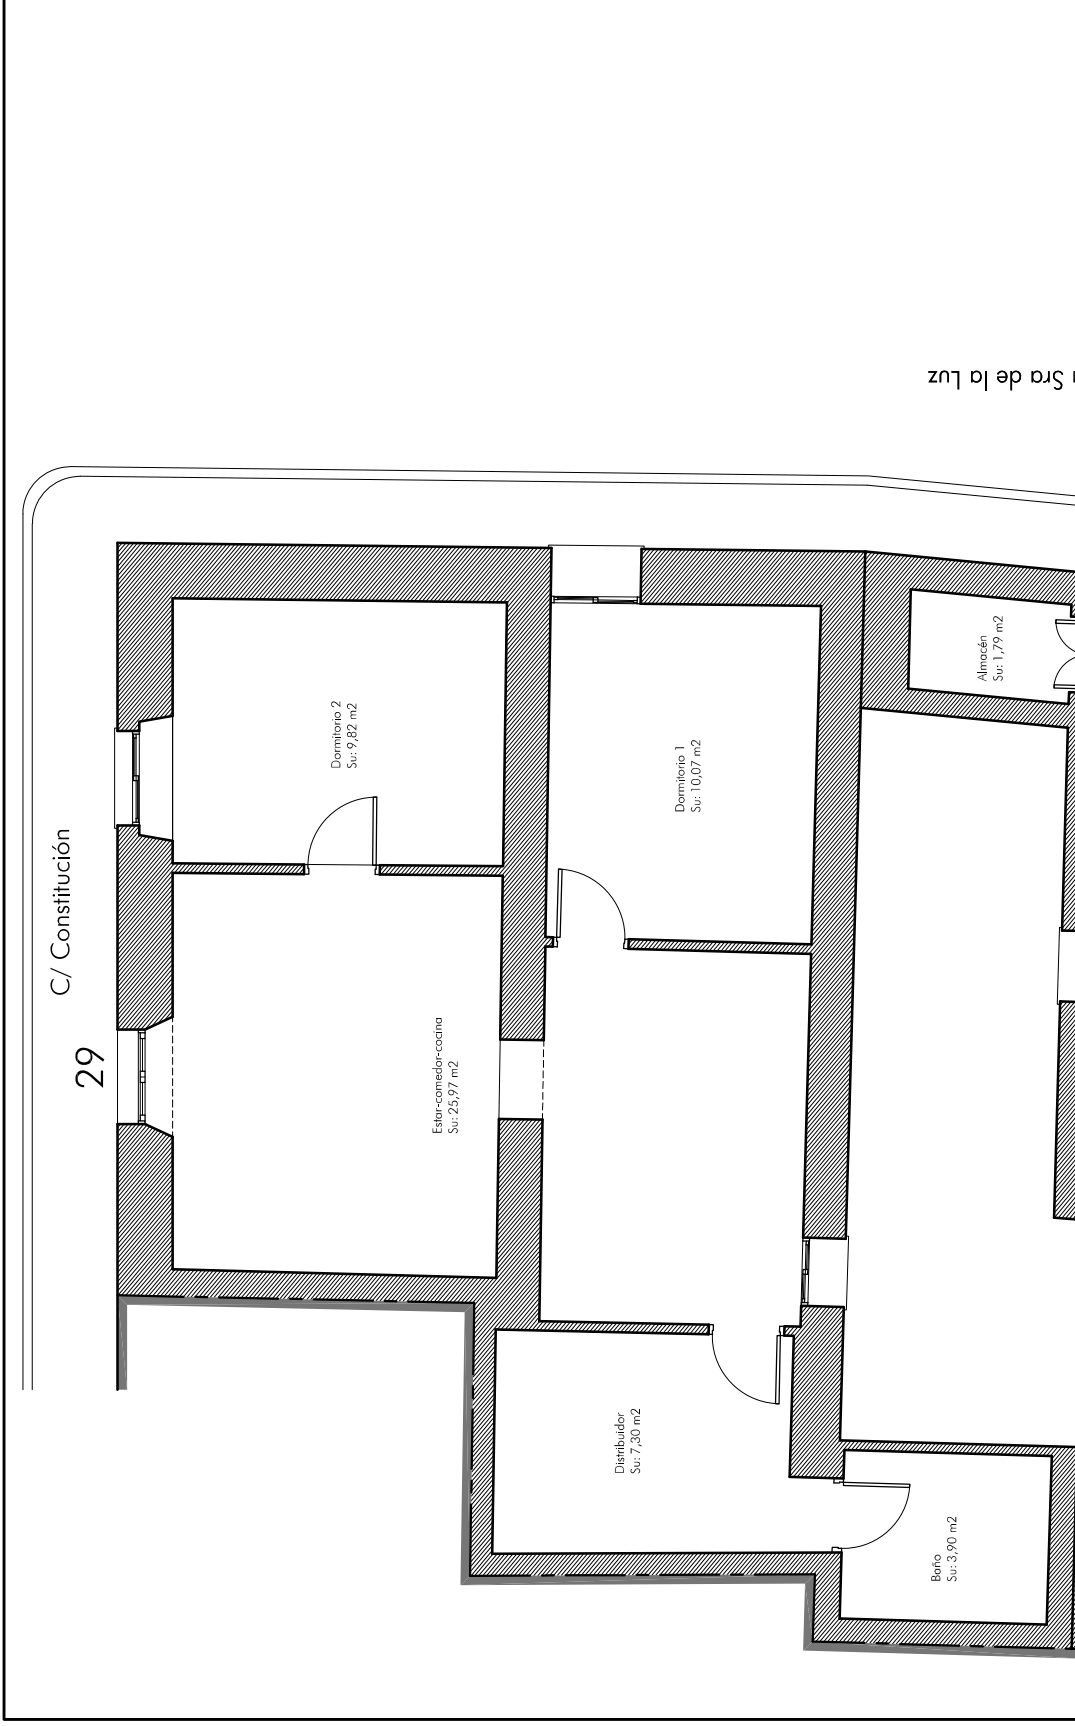 C/ Constitución
29
Sra de la Luz
Dormitorio 2
Su: 9,82 m2
Dormitorio 1
Su: 10,07 m2
Almacén
Su: 1,79 m2
Estar-comedor-cocina
Su: 25,97 m2
Distribuidor
Su: 7,30 m2
Baño
Su: 3,90 m2